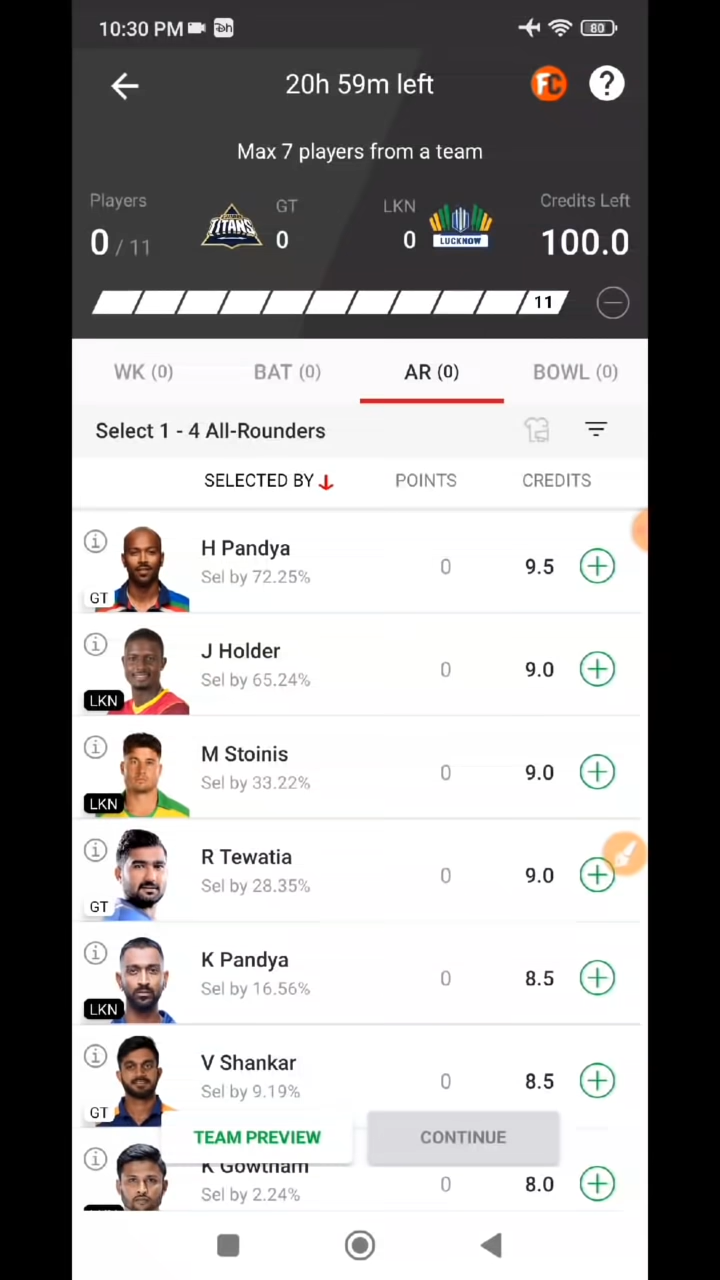 10:30 PM
80
20h 59m left
FC
?
Max 7 players from a team
Players
GT
LKN
Credits Left
0 / 11
TITANS
0
0
LUCKNOW
100.0
11
WK (0)
BAT (0)
AR (0)
BOWL (0)
Select 1 - 4 All-Rounders
SELECTED BY
POINTS
CREDITS
H Pandya
Sel by 72.25%
0
9.5
GT
J Holder
Sel by 65.24%
0
9.0
LKN
M Stoinis
Sel by 33.22%
0
9.0
LKN
R Tewatia
Sel by 28.35%
0
9.0
GT
K Pandya
Sel by 16.56%
0
8.5
LKN
V Shankar
Sel by 9.19%
0
8.5
GT
TEAM PREVIEW
CONTINUE
K Gowtham
Sel by 2.24%
0
8.0